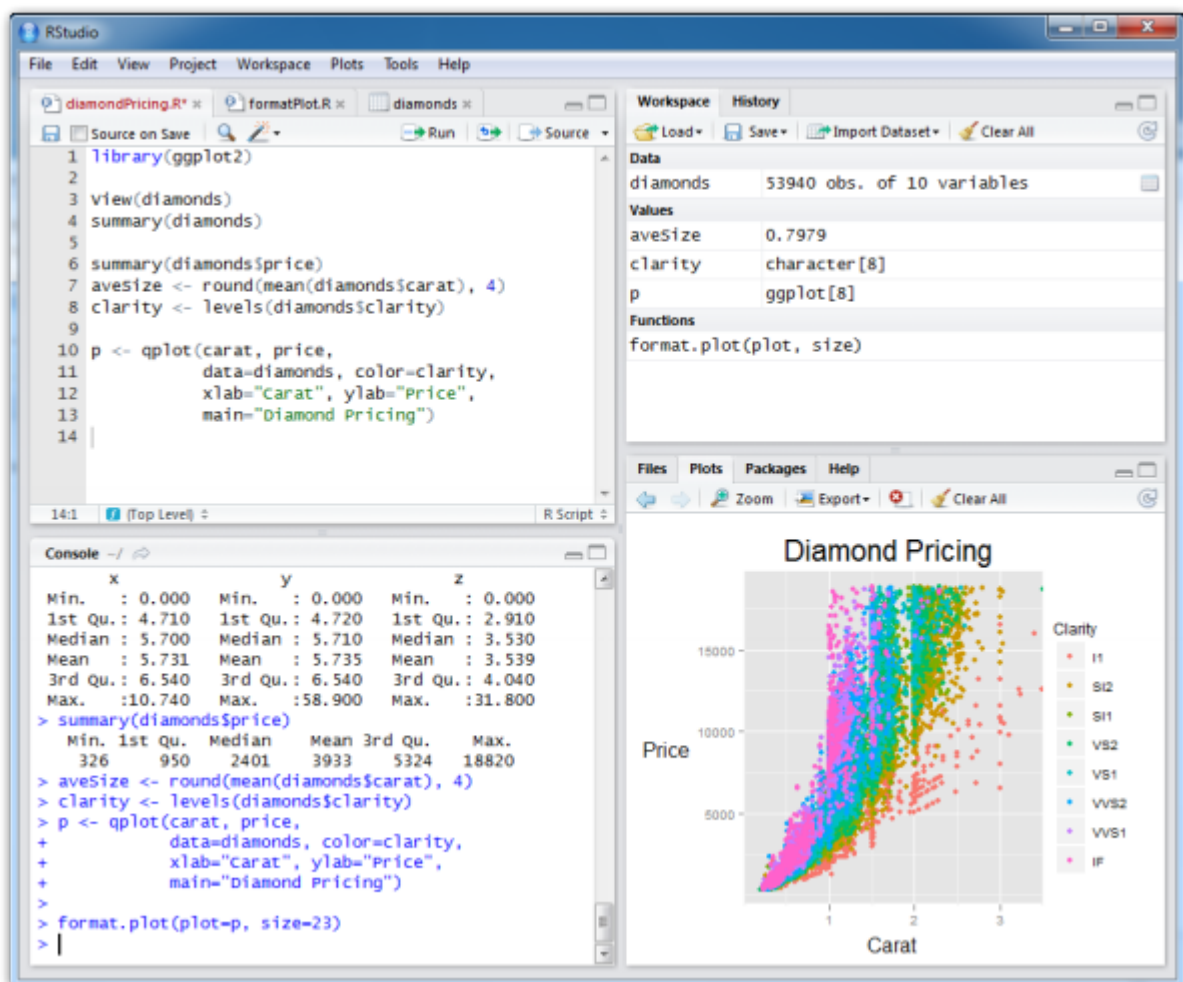 RStudio
File Edit View Project Workspace Plots Tools Help
diamondPricing.R* formatPlot.R diamonds
Source on Save Run Source
1 library(ggplot2)
2
3 View(diamonds)
4 summary(diamonds)
5
6 summary(diamonds$price)
7 aveSize <- round(mean(diamonds$carat), 4)
8 clarity <- levels(diamonds$clarity)
9
10 p <- qplot(carat, price,
11 data=diamonds, color=clarity,
12 xlab="Carat", ylab="Price",
13 main="Diamond Pricing")
14
14:1 (Top Level) R Script
Console ~/
x y z
Min. : 0.000 Min. : 0.000 Min. : 0.000
1st Qu.: 4.710 1st Qu.: 4.720 1st Qu.: 2.910
Median : 5.700 Median : 5.710 Median : 3.530
Mean : 5.731 Mean : 5.735 Mean : 3.539
3rd Qu.: 6.540 3rd Qu.: 6.540 3rd Qu.: 4.040
Max. :10.740 Max. :58.900 Max. :31.800
> summary(diamonds$price)
Min. 1st Qu. Median Mean 3rd Qu. Max.
326 950 2401 3933 5324 18820
> aveSize <- round(mean(diamonds$carat), 4)
> clarity <- levels(diamonds$clarity)
> p <- qplot(carat, price,
+ data=diamonds, color=clarity,
+ xlab="Carat", ylab="Price",
+ main="Diamond Pricing")
>
> format.plot(plot=p, size=23)
>
Workspace History
Load Save Import Dataset Clear All
Data
diamonds 53940 obs. of 10 variables
Values
aveSize 0.7979
clarity character[8]
p ggplot[8]
Functions
format.plot(plot, size)
Files Plots Packages Help
Zoom Export Clear All
Diamond Pricing
Price
15000
10000
5000
1 2 3
Carat
Clarity
I1
SI2
SI1
VS2
VS1
VVS2
VVS1
IF